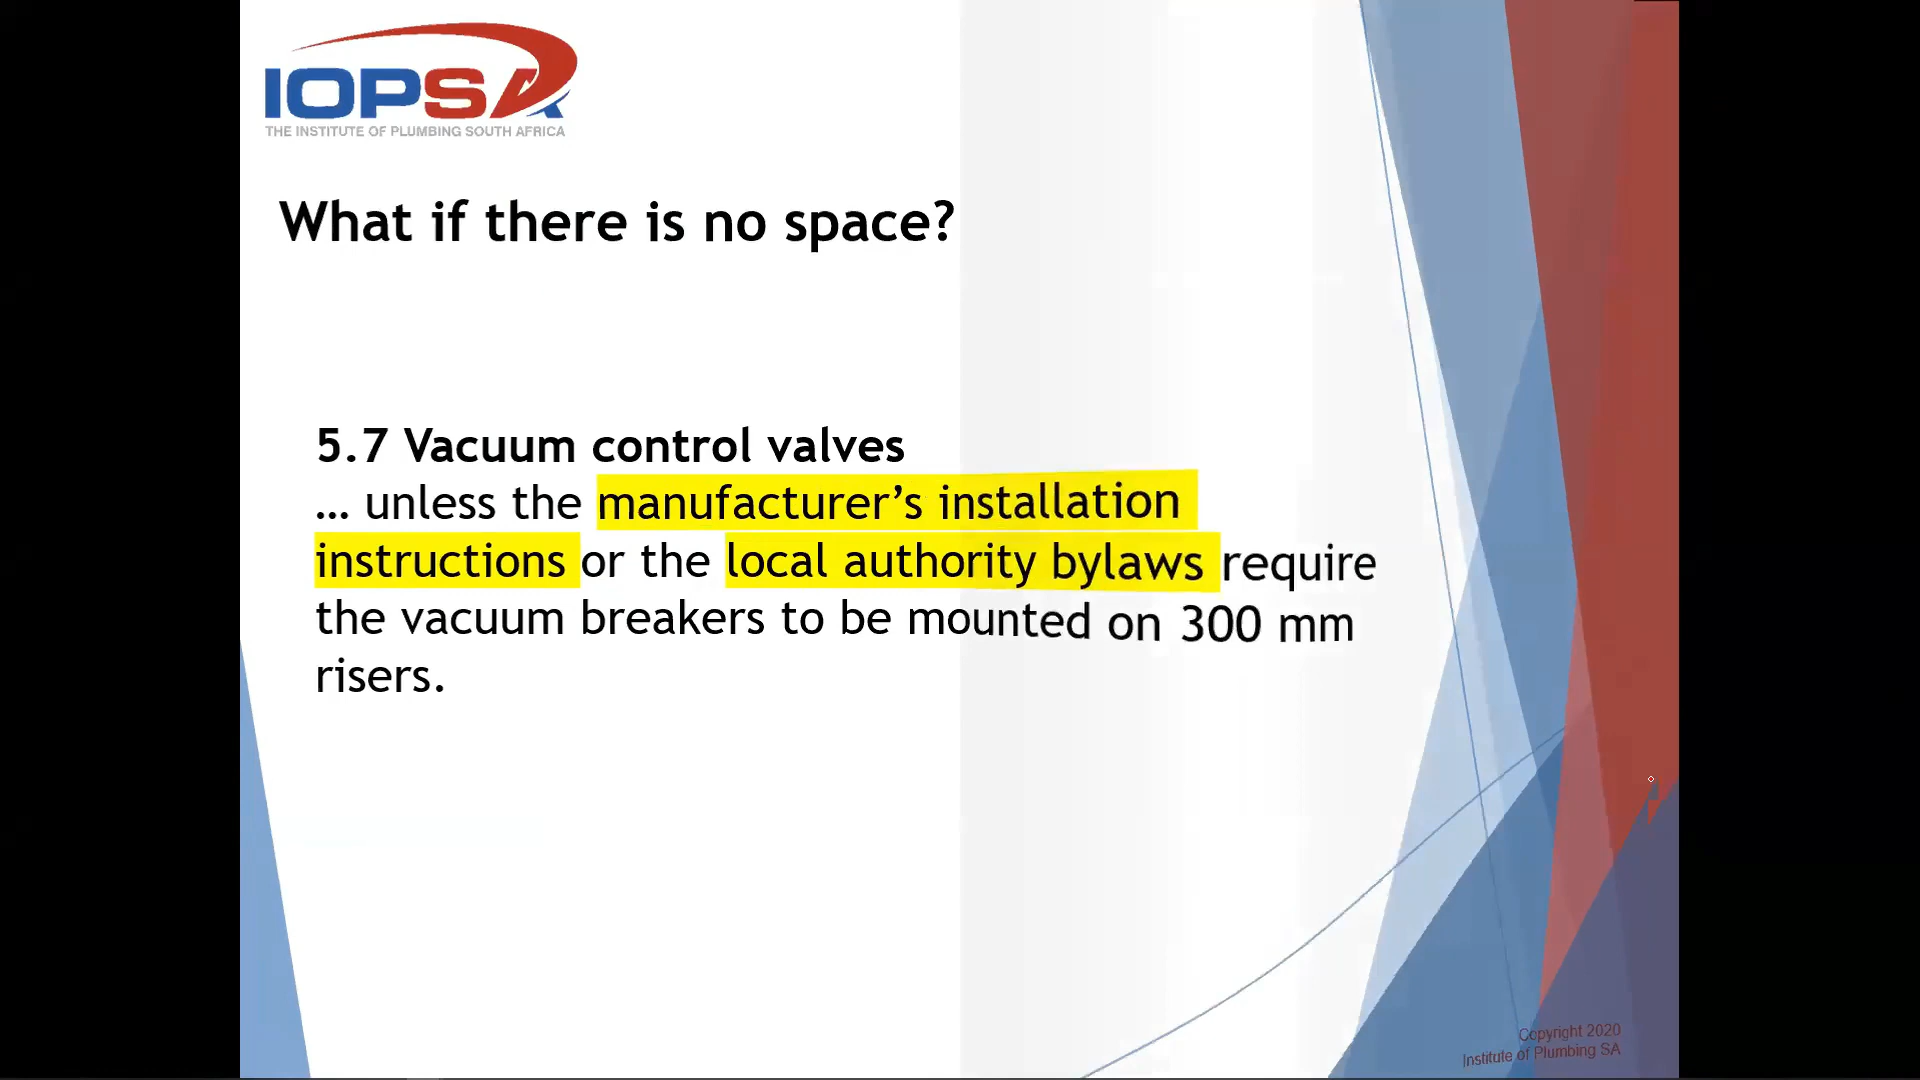 IOPSA
THE INSTITUTE OF PLUMBING SOUTH AFRICA
What if there is no space?
5.7 Vacuum control valves
… unless the manufacturer’s installation
instructions or the local authority bylaws require
the vacuum breakers to be mounted on 300 mm
risers.
Copyright 2020
Institute of Plumbing SA